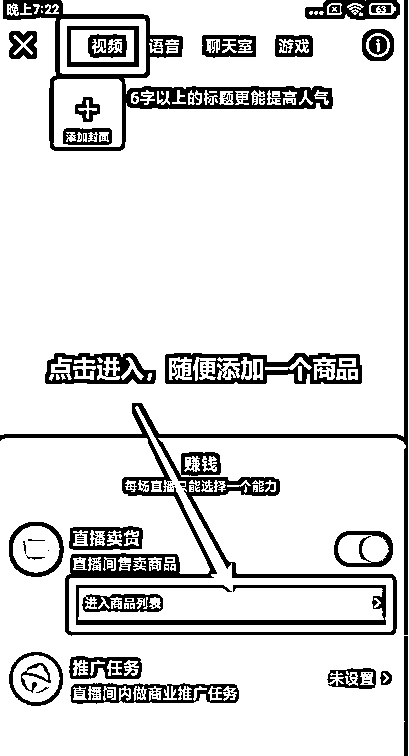 晚上7:22
63
视频 语音 聊天室 游戏
6字以上的标题更能提高人气
添加封面
点击进入，随便添加一个商品
赚钱
每场直播只能选择一个能力
直播卖货
直播间售卖商品
进入商品列表
推广任务
未设置
直播间内做商业推广任务